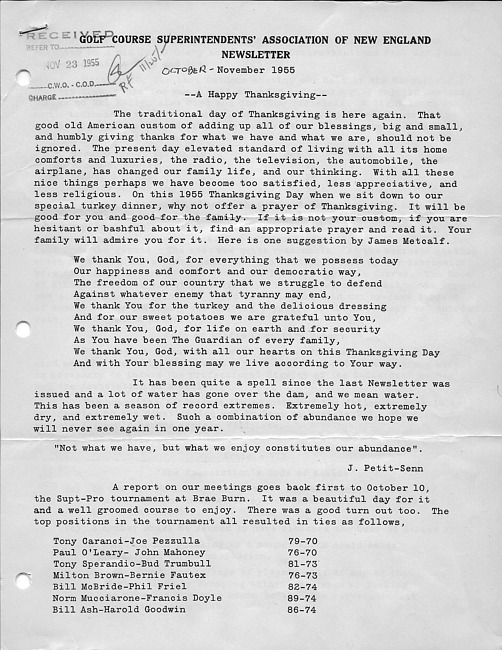 RECEIVED
GOLF COURSE SUPERINTENDENTS' ASSOCIATION OF NEW ENGLAND
REFER TO
NEWSLETTER
NOV 23 1955
OCTOBER - November 1955
C.W.O. - C.O.D.
CHARGE
--A Happy Thanksgiving--
The traditional day of Thanksgiving is here again. That
good old American custom of adding up all of our blessings, big and small,
and humbly giving thanks for what we have and what we are, should not be
ignored. The present day elevated standard of living with all its home
comforts and luxuries, the radio, the television, the automobile, the
airplane, has changed our family life, and our thinking. With all these
nice things perhaps we have become too satisfied, less appreciative, and
less religious. On this 1955 Thanksgiving Day when we sit down to our
special turkey dinner, why not offer a prayer of Thanksgiving. It will be
good for you and good for the family. If it is not your custom, if you are
hesitant or bashful about it, find an appropriate prayer and read it. Your
family will admire you for it. Here is one suggestion by James Metcalf.
We thank You, God, for everything that we possess today
Our happiness and comfort and our democratic way,
The freedom of our country that we struggle to defend
Against whatever enemy that tyranny may end,
We thank You for the turkey and the delicious dressing
And for our sweet potatoes we are grateful unto You,
We thank You, God, for life on earth and for security
As You have been The Guardian of every family,
We thank You, God, with all our hearts on this Thanksgiving Day
And with Your blessing may we live according to Your way.
It has been quite a spell since the last Newsletter was
issued and a lot of water has gone over the dam, and we mean water.
This has been a season of record extremes. Extremely hot, extremely
dry, and extremely wet. Such a combination of abundance we hope we
will never see again in one year.
"Not what we have, but what we enjoy constitutes our abundance".
J. Petit-Senn
A report on our meetings goes back first to October 10,
the Supt-Pro tournament at Brae Burn. It was a beautiful day for it
and a well groomed course to enjoy. There was a good turn out too. The
top positions in the tournament all resulted in ties as follows,
Tony Caranci-Joe Pezzulla 79-70
Paul O'Leary- John Mahoney 76-70
Tony Sperandio-Bud Trumbull 81-73
Milton Brown-Bernie Fautex 76-73
Bill McBride-Phil Friel 82-74
Norm Mucciarone-Francis Doyle 89-74
Bill Ash-Harold Goodwin 86-74